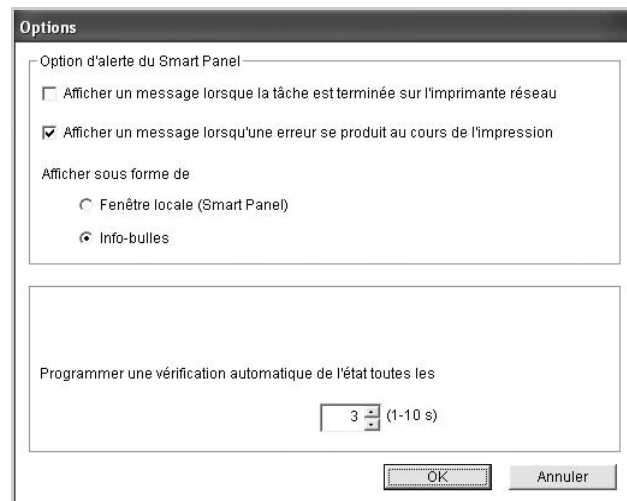 Options
Option d'alerte du Smart Panel
Afficher un message lorsque la tâche est terminée sur l'imprimante réseau
Afficher un message lorsqu'une erreur se produit au cours de l'impression
Afficher sous forme de
Fenêtre locale (Smart Panel)
Info-bulles
Programmer une vérification automatique de l'état toutes les
3 (1-10 s)
OK Annuler